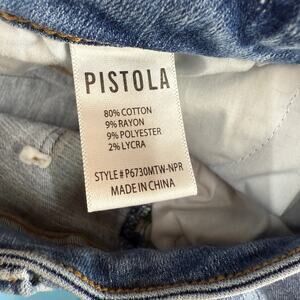 PISTOLA
80% COTTON
9% RAYON
9% POLYESTER
2% LYCRA
STYLE # P6730MTW-NPR
MADE IN CHINA